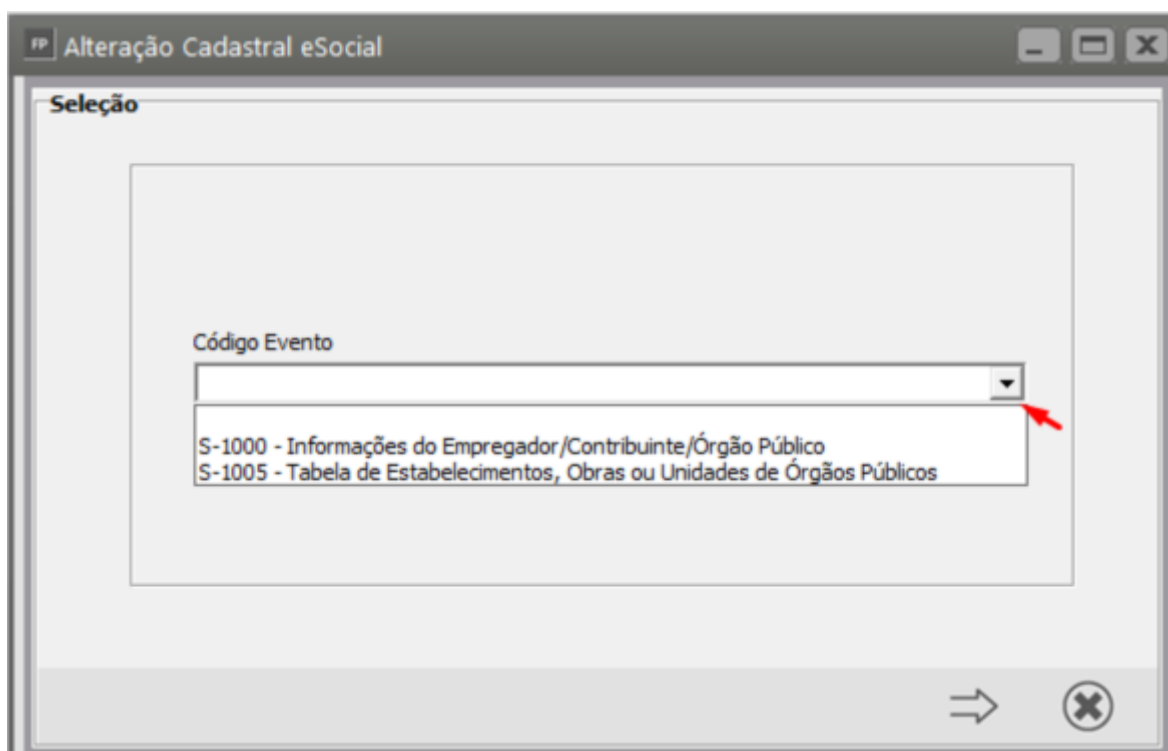 FP Alteração Cadastral eSocial
Seleção
Código Evento
S-1000 - Informações do Empregador/Contribuinte/Órgão Público
S-1005 - Tabela de Estabelecimentos, Obras ou Unidades de Órgãos Públicos